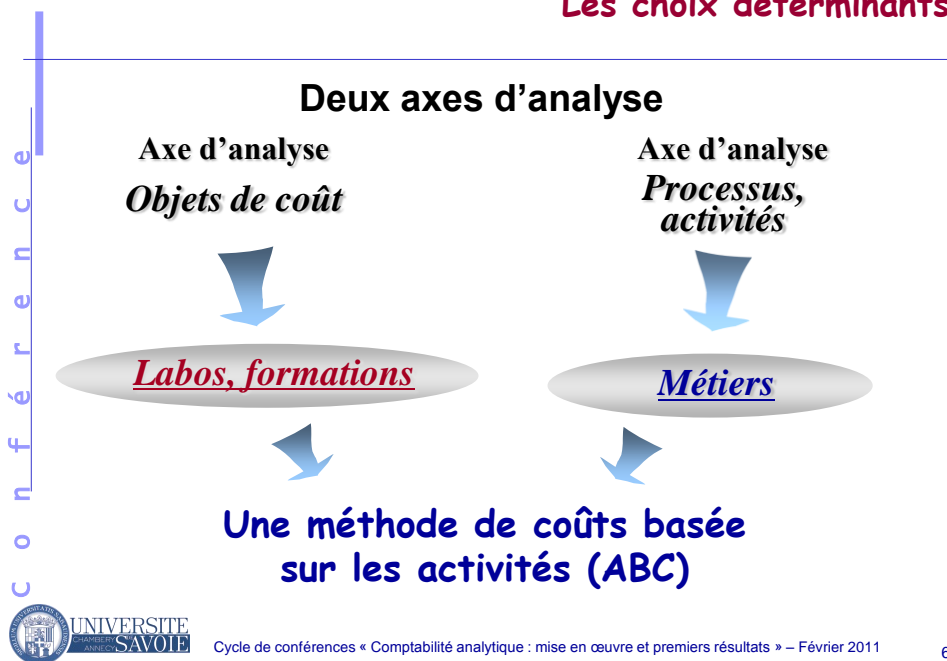 Les choix déterminants
Deux axes d'analyse
Axe d'analyse
Objets de coût
Axe d'analyse
Processus,
activités
Labos, formations
Métiers
Une méthode de coûts basée
sur les activités (ABC)
Conférence
UNIVERSITE
CHAMBERY
ANNECY SAVOIE
Cycle de conférences « Comptabilité analytique : mise en œuvre et premiers résultats » – Février 2011
6